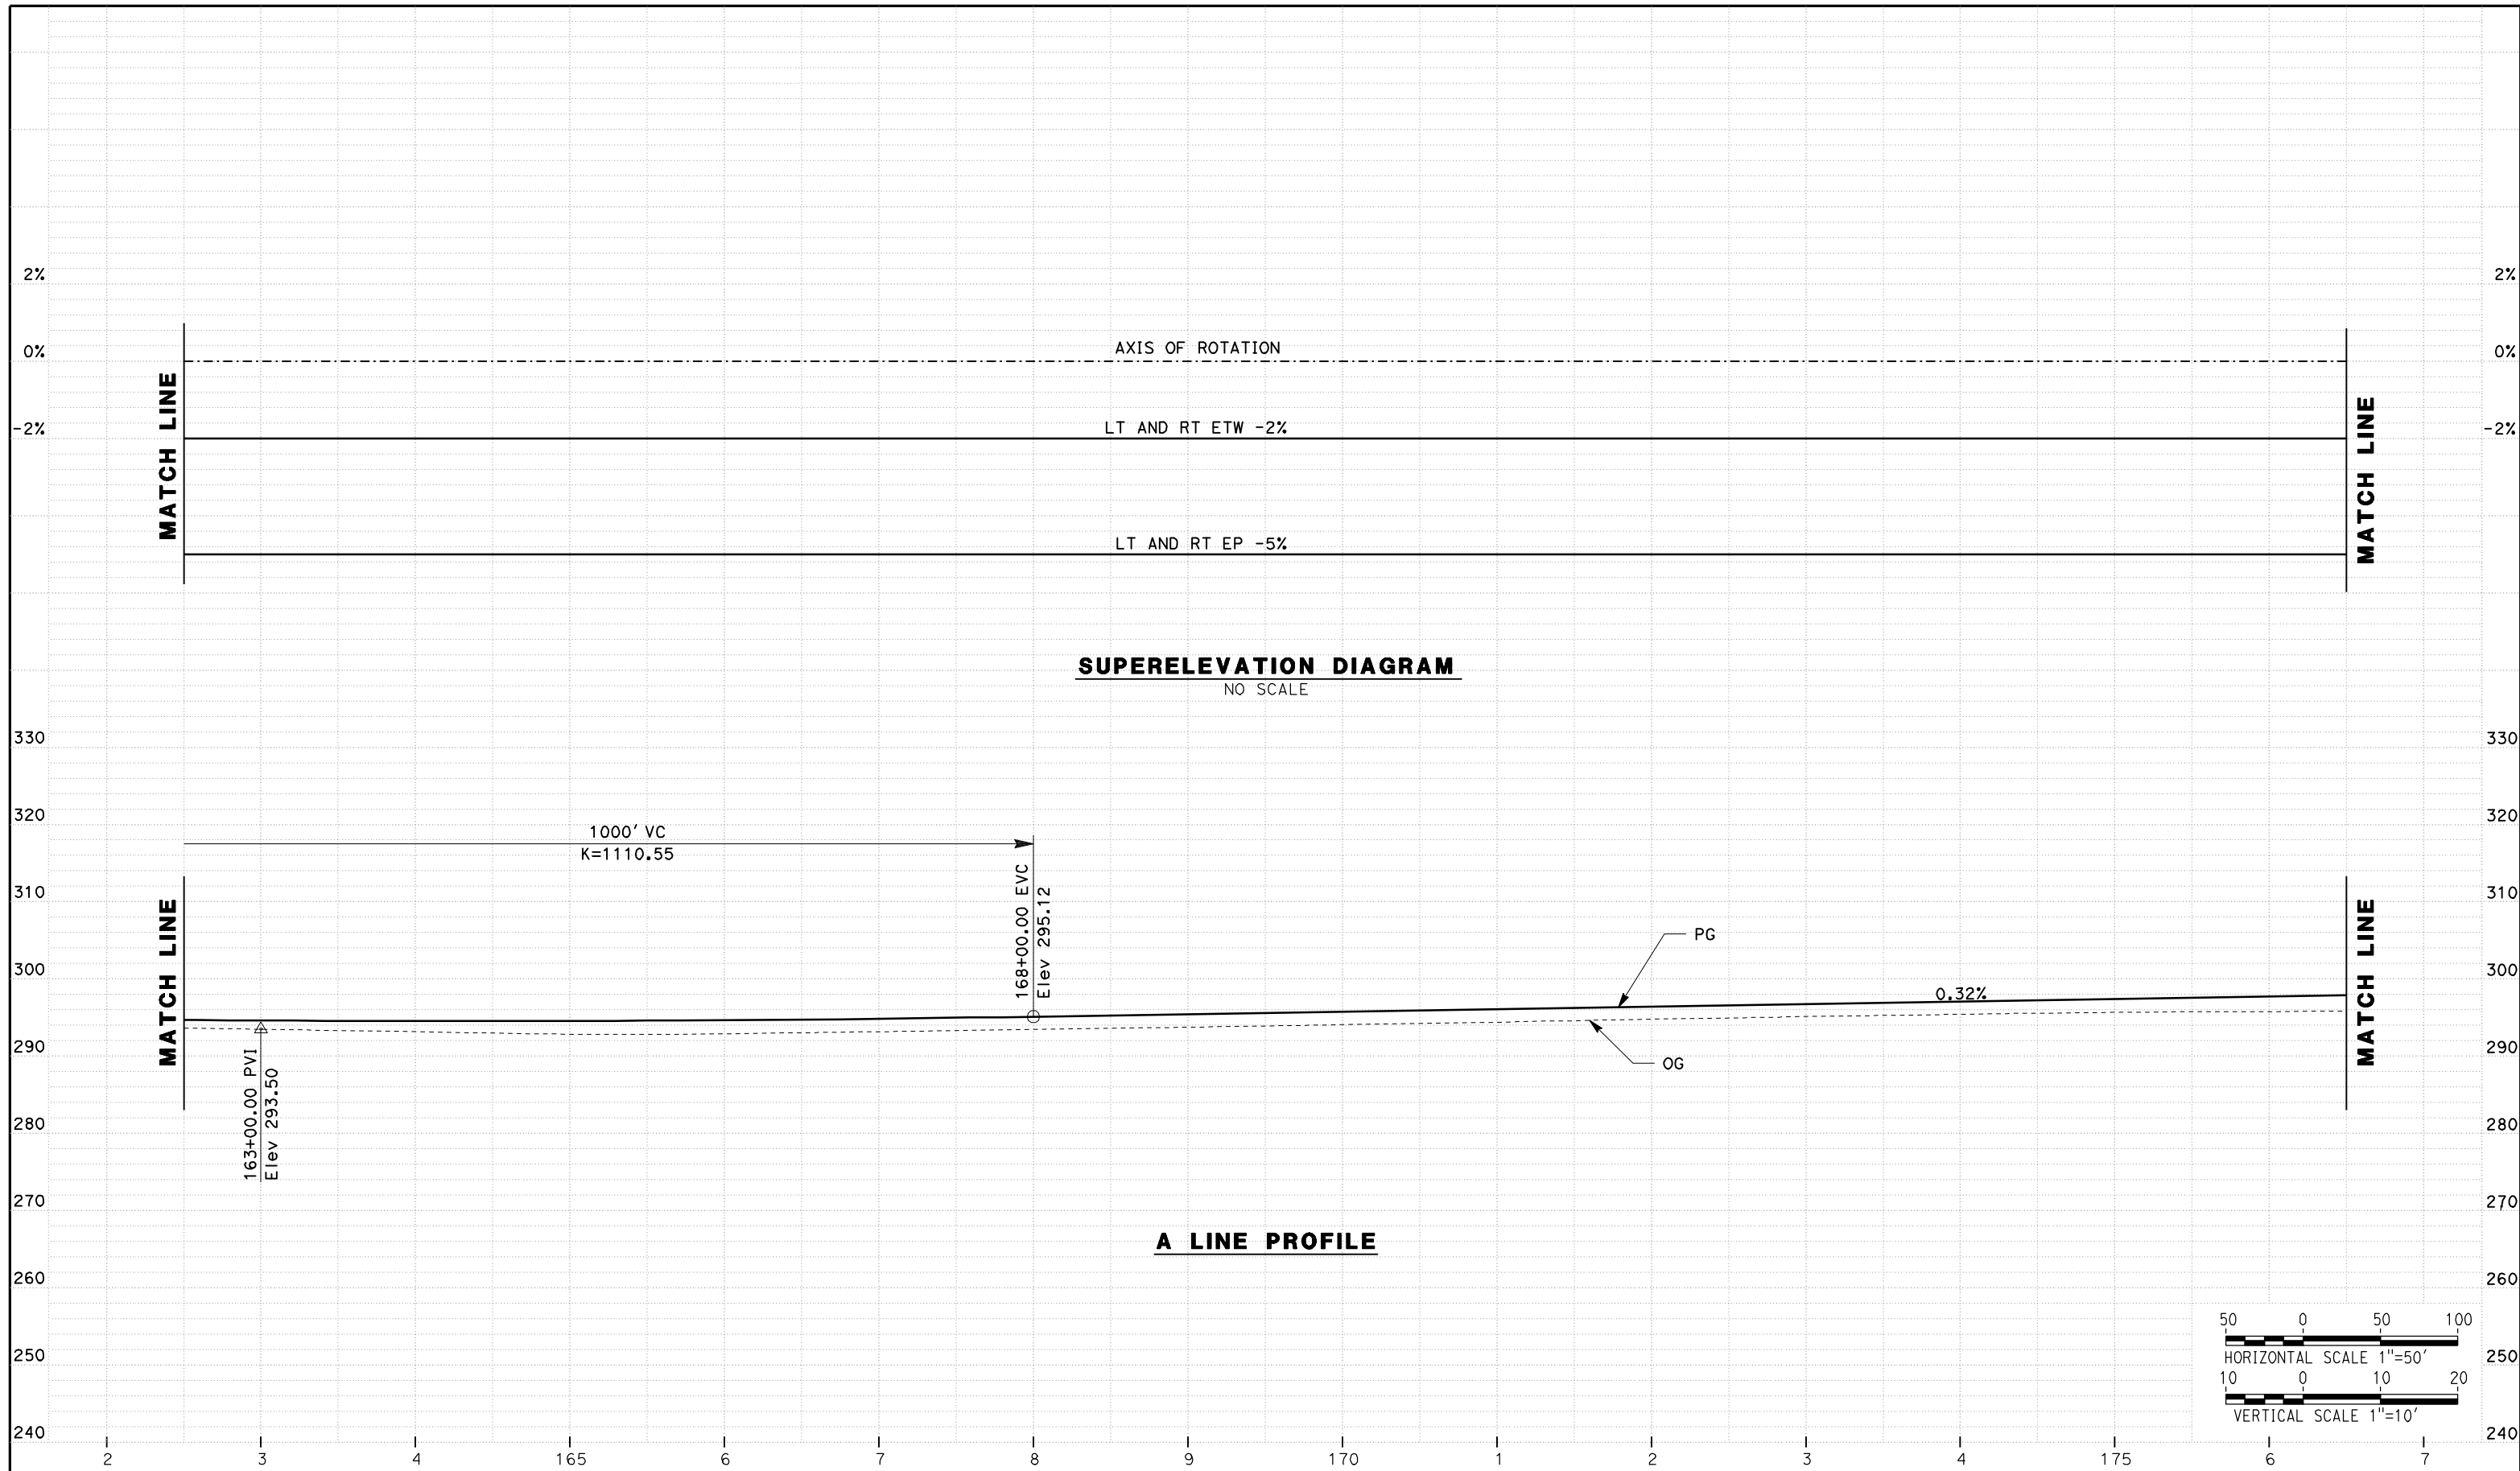 2% 2%
AXIS OF ROTATION
0% 0%
MATCH LINE
MATCH LINE
LT AND RT ETW -2%
-2% -2%
LT AND RT EP -5%
SUPERELEVATION DIAGRAM
NO SCALE
330 330
320 320
1000' VC
K=1110.55
310 310
168+00.00 EVC
Elev 295.12
MATCH LINE
MATCH LINE
PG
300 300
0.32%
290 290
OG
163+00.00 PVI
Elev 293.50
280 280
270 270
A LINE PROFILE
260 260
50 0 50 100
HORIZONTAL SCALE 1"=50'
250 250
10 0 10 20
VERTICAL SCALE 1"=10'
240 240
2 3 4 165 6 7 8 9 170 1 2 3 4 175 6 7